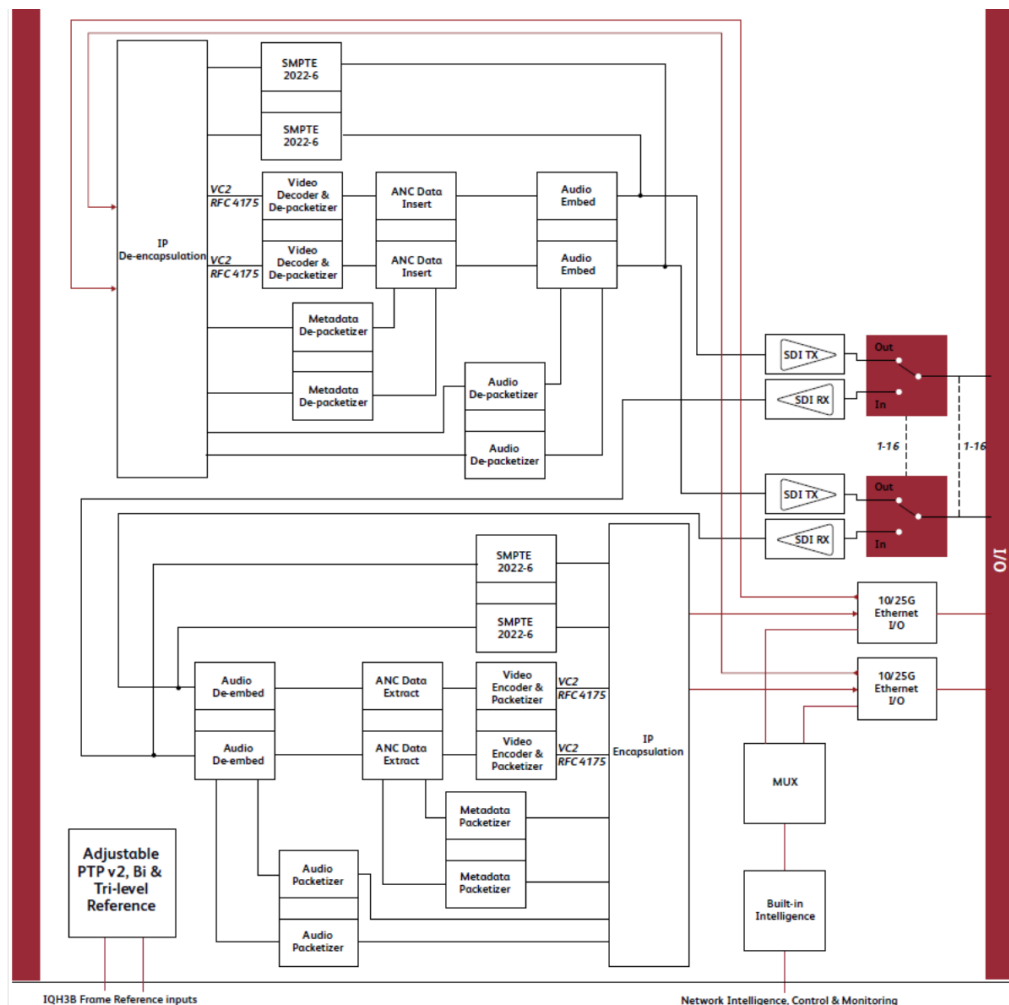 SMPTE
2022-6
SMPTE
2022-6
VC2
RFC 4175
Video
Decoder &
De-packetizer
ANC Data
Insert
Audio
Embed
IP
De-encapsulation
VC2
RFC 4175
Video
Decoder &
De-packetizer
ANC Data
Insert
Audio
Embed
Metadata
De-packetizer
Metadata
De-packetizer
Audio
De-packetizer
Audio
De-packetizer
SDI TX
SDI RX
Out
In
1-16
1-16
SDI TX
SDI RX
Out
In
I/O
SMPTE
2022-6
SMPTE
2022-6
10/25G
Ethernet
I/O
10/25G
Ethernet
I/O
Audio
De-embed
ANC Data
Extract
Video
Encoder &
Packetizer
VC2
RFC 4175
Audio
De-embed
ANC Data
Extract
Video
Encoder &
Packetizer
VC2
RFC 4175
IP
Encapsulation
MUX
Metadata
Packetizer
Metadata
Packetizer
Audio
Packetizer
Audio
Packetizer
Adjustable
PTP v2, Bi &
Tri-level
Reference
Built-in
Intelligence
IQH3B Frame Reference inputs
Network Intelligence, Control & Monitoring